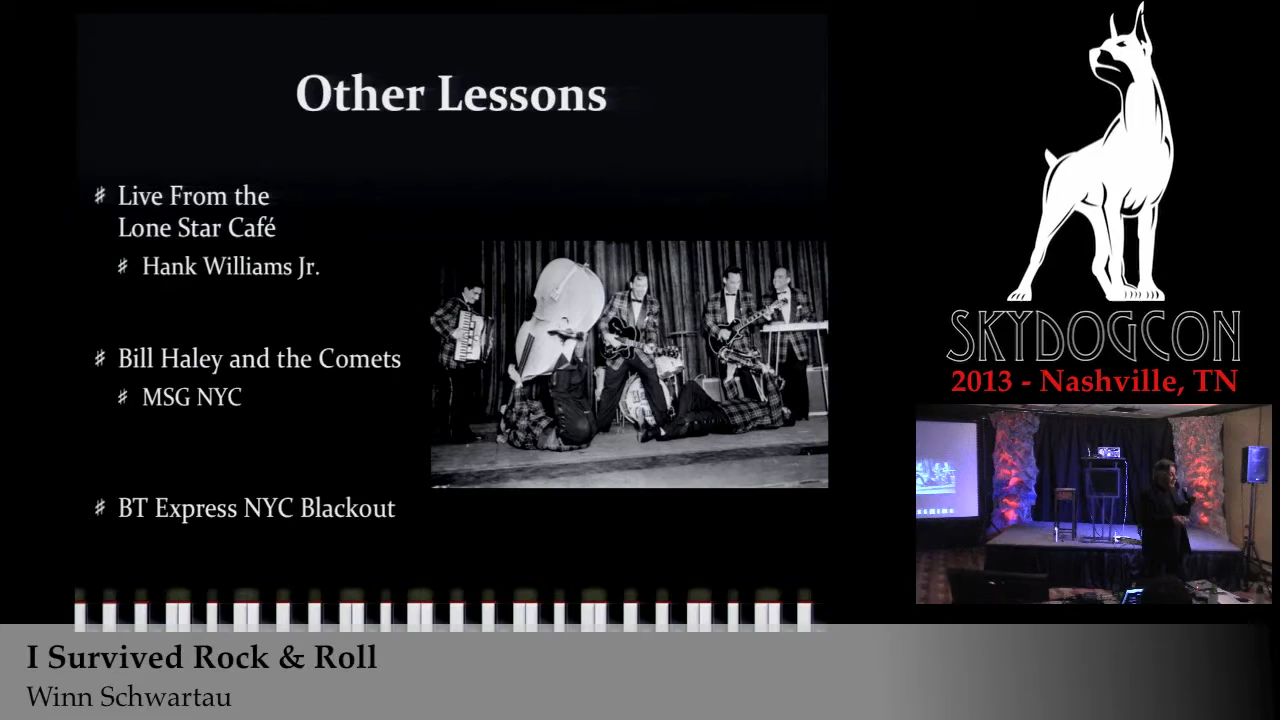 Other Lessons
Live From the
Lone Star Café
Hank Williams Jr.
Bill Haley and the Comets
MSG NYC
BT Express NYC Blackout
SKYDOGCON
2013 - Nashville, TN
I Survived Rock & Roll
Winn Schwartau